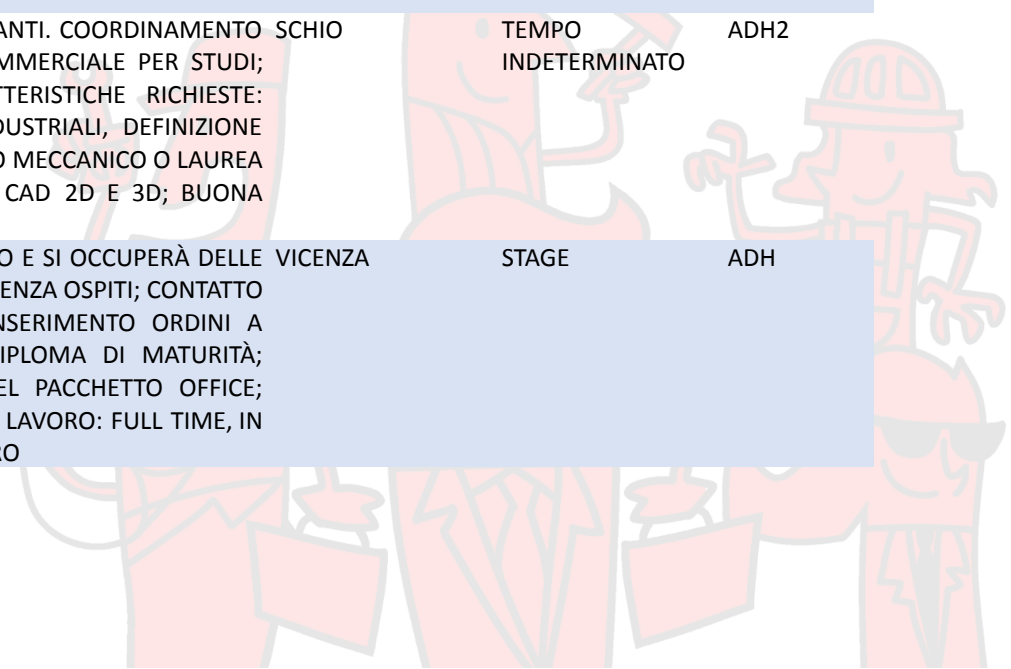 ANTI. COORDINAMENTO SCHIO TEMPO ADH2
MMERCIALE PER STUDI; INDETERMINATO
TTERISTICHE RICHIESTE:
DUSTRIALI, DEFINIZIONE
O MECCANICO O LAUREA
CAD 2D E 3D; BUONA
O E SI OCCUPERÀ DELLE VICENZA STAGE ADH
ENZA OSPITI; CONTATTO
NSERIMENTO ORDINI A
IPLOMA DI MATURITÀ;
EL PACCHETTO OFFICE;
LAVORO: FULL TIME, IN
RO